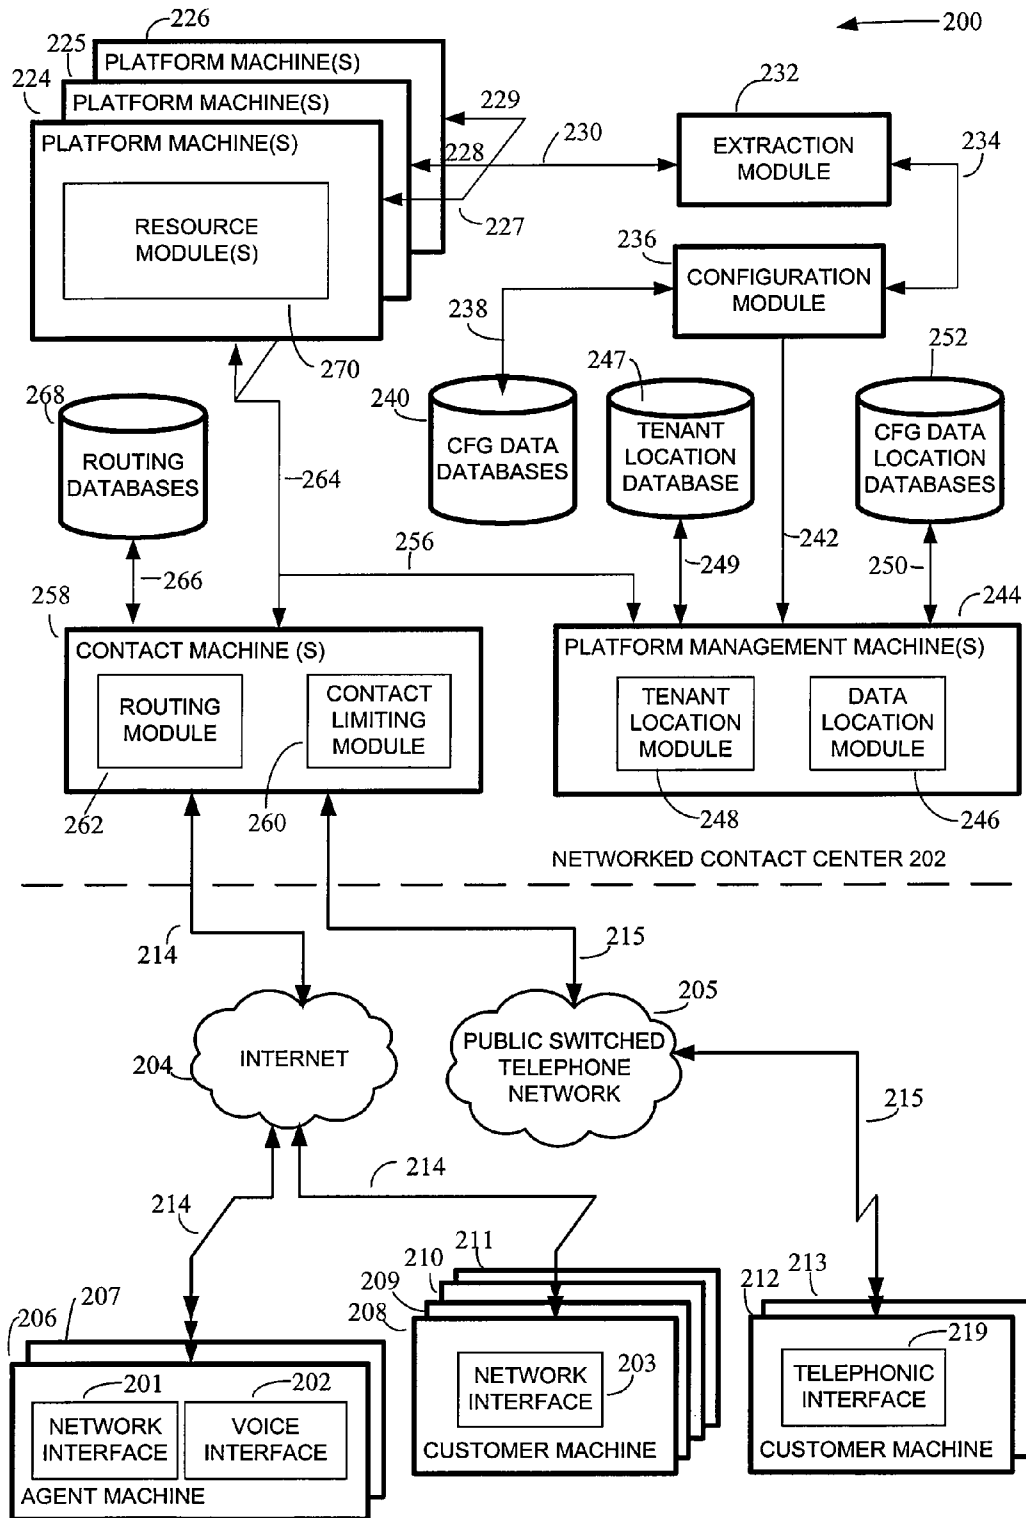 200
226
225
PLATFORM MACHINE(S)
224
PLATFORM MACHINE(S)
229
232
PLATFORM MACHINE(S)
228
230
EXTRACTION
MODULE
234
RESOURCE
MODULE(S)
227
236
CONFIGURATION
MODULE
238
270
252
247
268
240
ROUTING
DATABASES
CFG DATA
DATABASES
TENANT
LOCATION
DATABASE
CFG DATA
LOCATION
DATABASES
264
256
242
249
250
266
258
244
CONTACT MACHINE (S)
PLATFORM MANAGEMENT MACHINE(S)
ROUTING
MODULE
CONTACT
LIMITING
MODULE
TENANT
LOCATION
MODULE
DATA
LOCATION
MODULE
262
260
248
246
NETWORKED CONTACT CENTER 202
214
215
205
204
INTERNET
PUBLIC SWITCHED
TELEPHONE
NETWORK
215
214
214
211
210
213
209
212
207
208
206
219
201
202
203
NETWORK
INTERFACE
VOICE
INTERFACE
NETWORK
INTERFACE
TELEPHONIC
INTERFACE
AGENT MACHINE
CUSTOMER MACHINE
CUSTOMER MACHINE